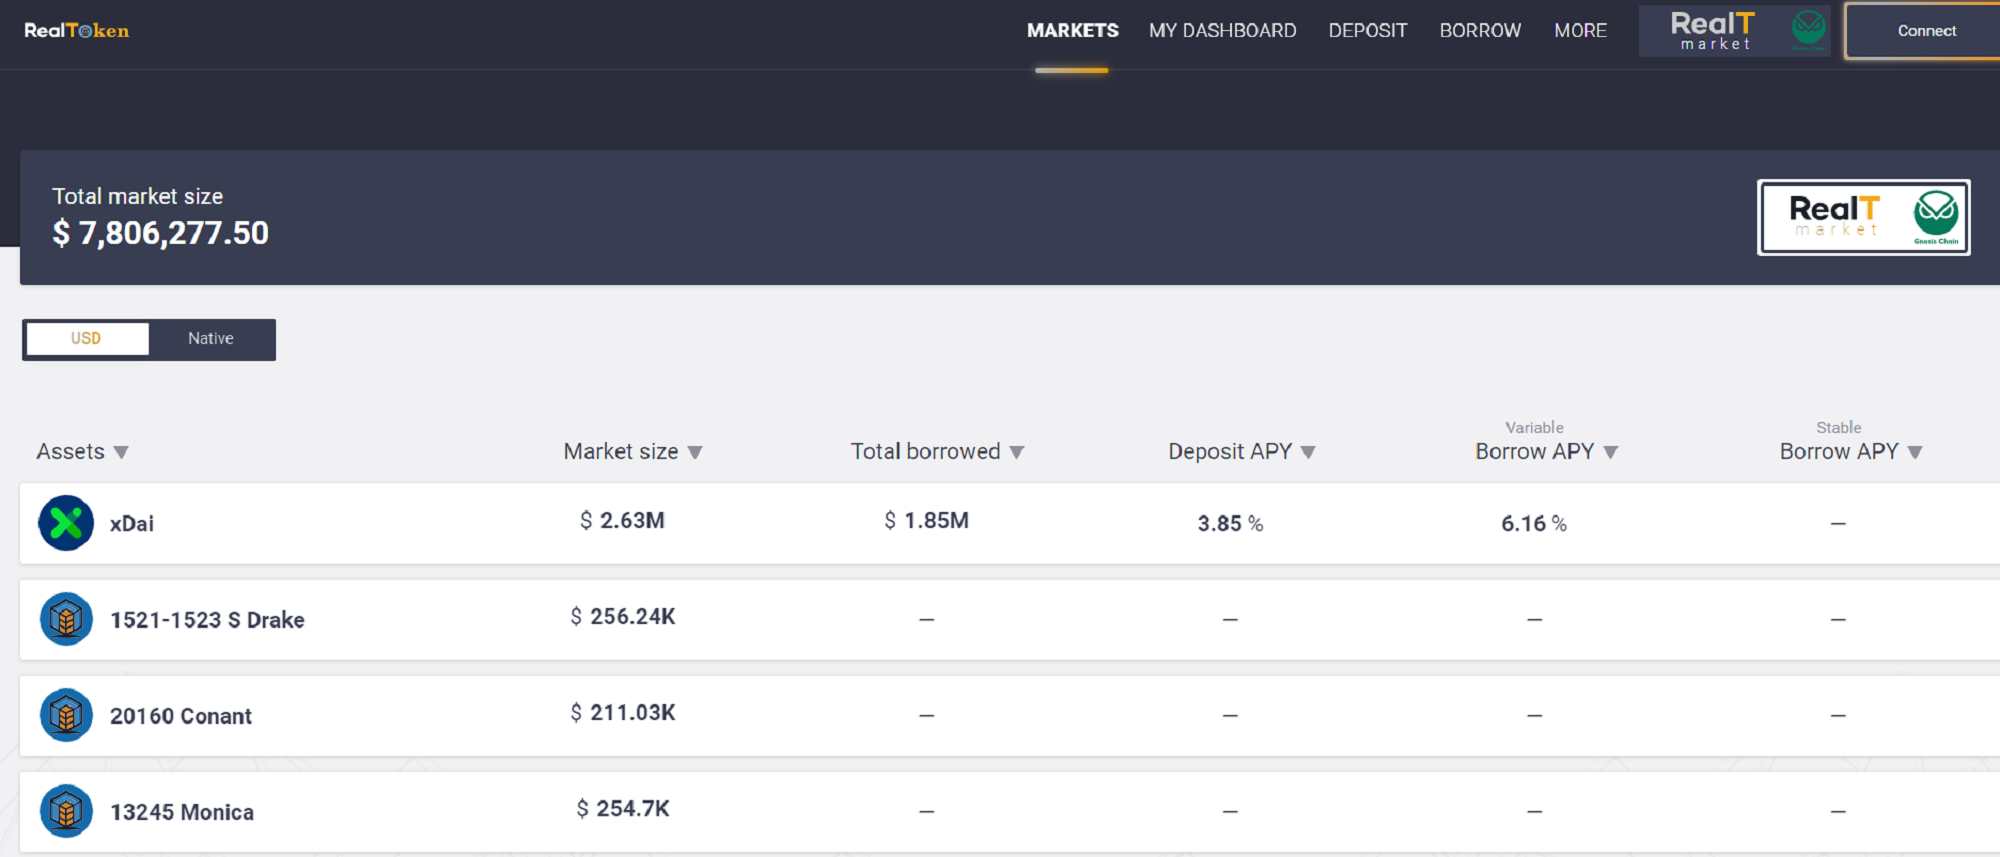 RealToken
MARKETS MY DASHBOARD DEPOSIT BORROW MORE RealT market Connect
Total market size
$ 7,806,277.50
RealT
market
Gnosis Chain
USD Native
Assets ▼ Market size ▼ Total borrowed ▼ Deposit APY ▼ Variable Borrow APY ▼ Stable Borrow APY ▼
xDai $ 2.63M $ 1.85M 3.85 % 6.16 % —
1521-1523 S Drake $ 256.24K — — — —
20160 Conant $ 211.03K — — — —
13245 Monica $ 254.7K — — — —